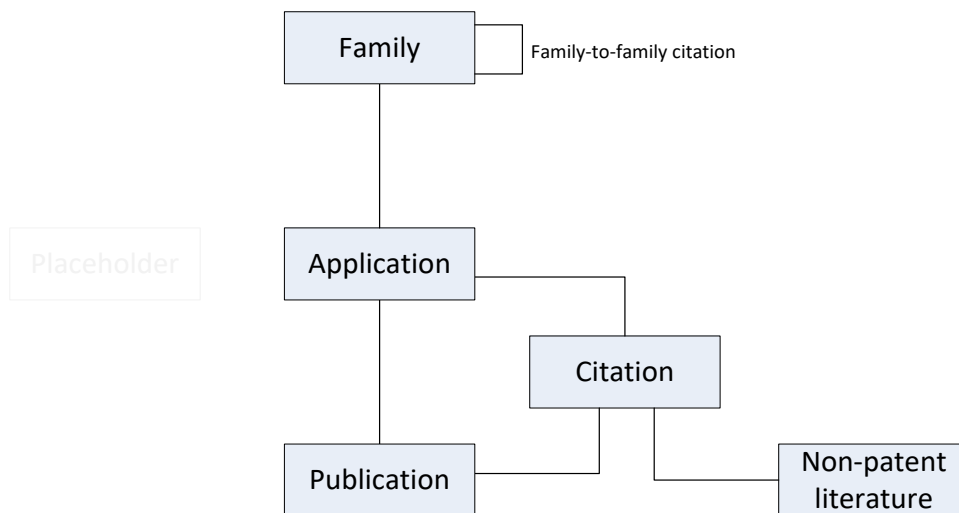 Family
Family-to-family citation
Placeholder
Application
Citation
Publication
Non-patent
literature